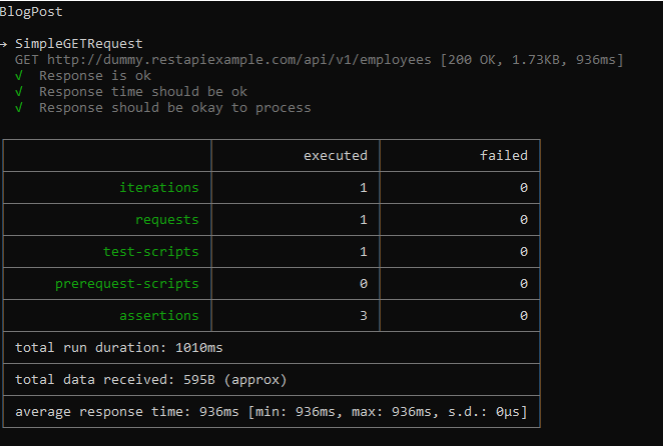 BlogPost
→ SimpleGETRequest
GET http://dummy.restapiexample.com/api/v1/employees [200 OK, 1.73KB, 936ms]
√ Response is ok
√ Response time should be ok
√ Response should be okay to process
executed failed
iterations 1 0
requests 1 0
test-scripts 1 0
prerequest-scripts 0 0
assertions 3 0
total run duration: 1010ms
total data received: 595B (approx)
average response time: 936ms [min: 936ms, max: 936ms, s.d.: 0µs]